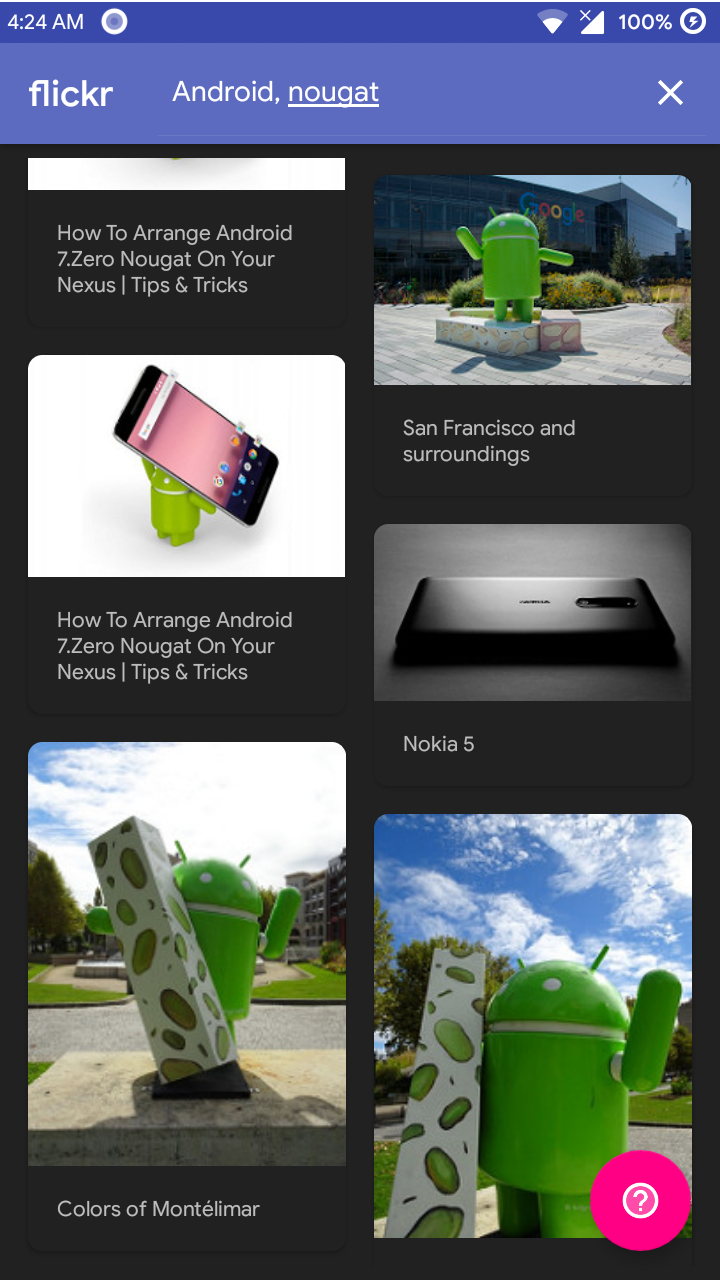 4:24 AM
100%
flickr
Android, nougat
How To Arrange Android
7.Zero Nougat On Your
Nexus | Tips & Tricks
Google
San Francisco and
surroundings
How To Arrange Android
7.Zero Nougat On Your
Nexus | Tips & Tricks
NOKIA
Nokia 5
Colors of Montélimar
?